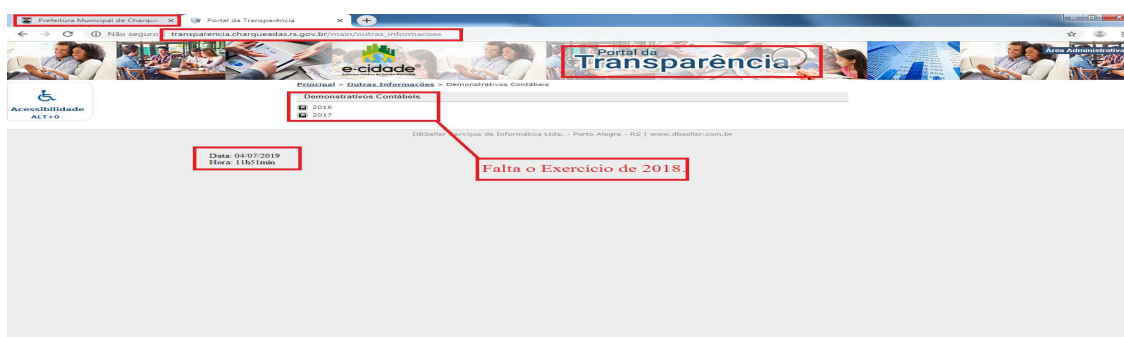 Prefeitura Municipal de Charque
Portal da Transparência
Não seguro transparencia.charqueadas.rs.gov.br/main/outras_informacoes
e-cidade
Portal da
Transparência
Área Administrativa
Acessibilidade
ALT+0
Principal > Outras Informações > Demonstrativos Contábeis
Demonstrativos Contábeis
2016
2017
DBSeller Serviços de Informática Ltda. - Porto Alegre - RS | www.dbseller.com.br
Data: 04/07/2019
Hora: 11h51min
Falta o Exercício de 2018.